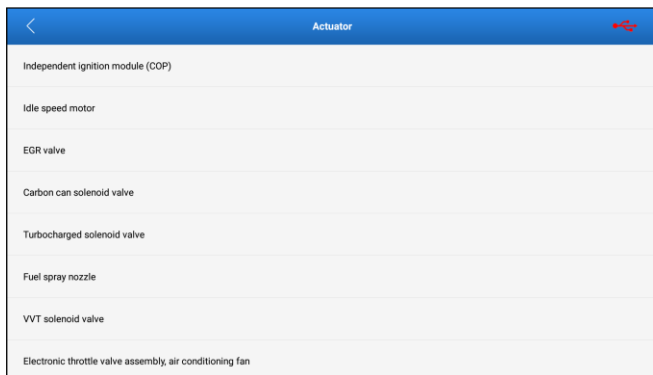 Actuator
Independent ignition module (COP)
Idle speed motor
EGR valve
Carbon can solenoid valve
Turbocharged solenoid valve
Fuel spray nozzle
VVT solenoid valve
Electronic throttle valve assembly, air conditioning fan